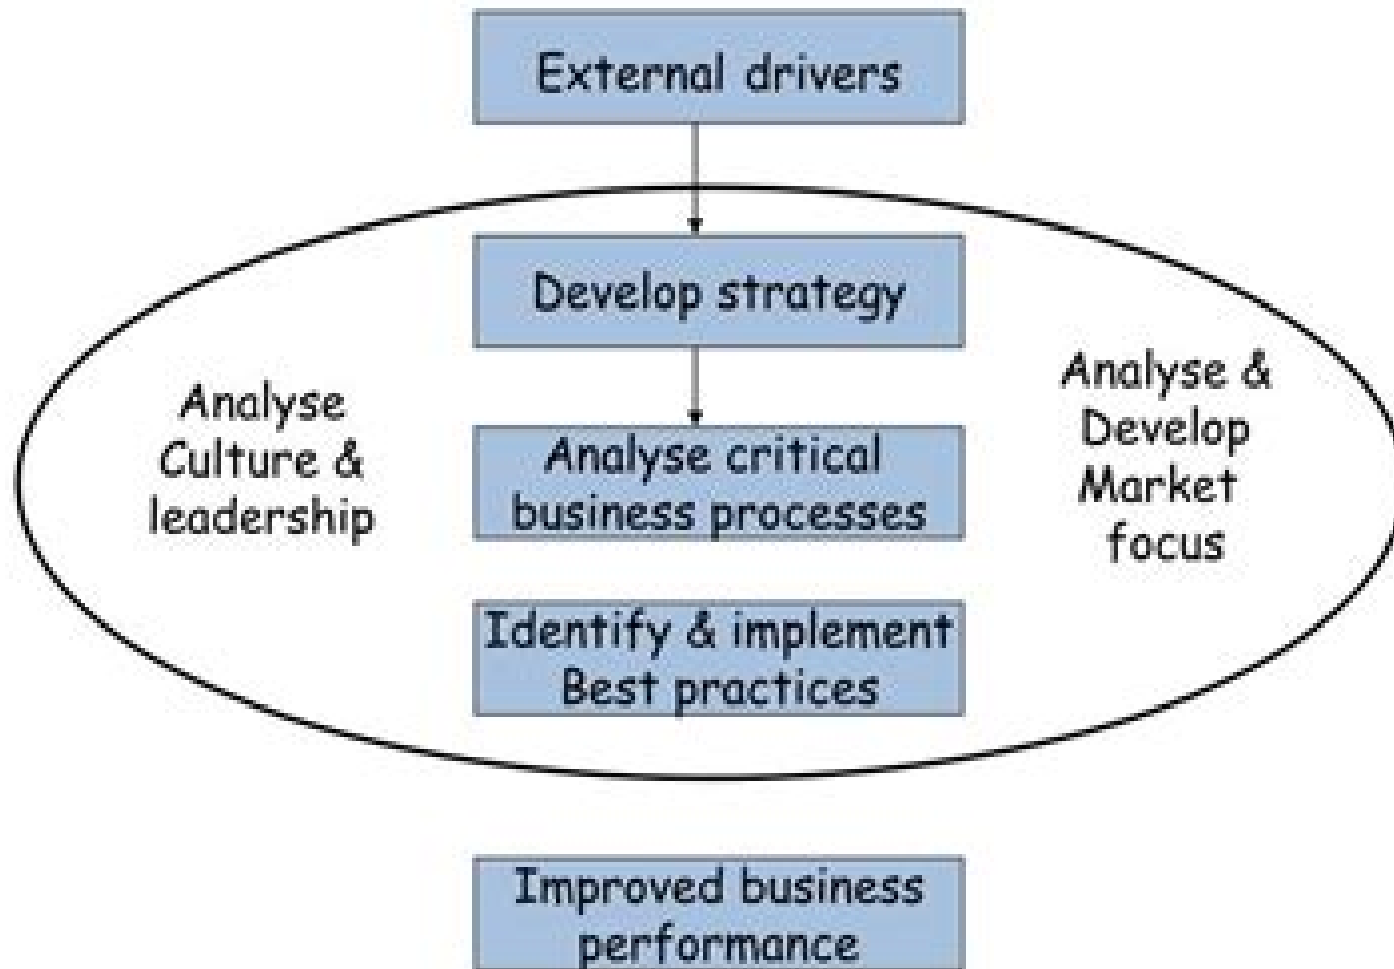 External drivers
Develop strategy
Analyse
Culture &
leadership
Analyse critical
business processes
Analyse &
Develop
Market
focus
Identify & implement
Best practices
Improved business
performance